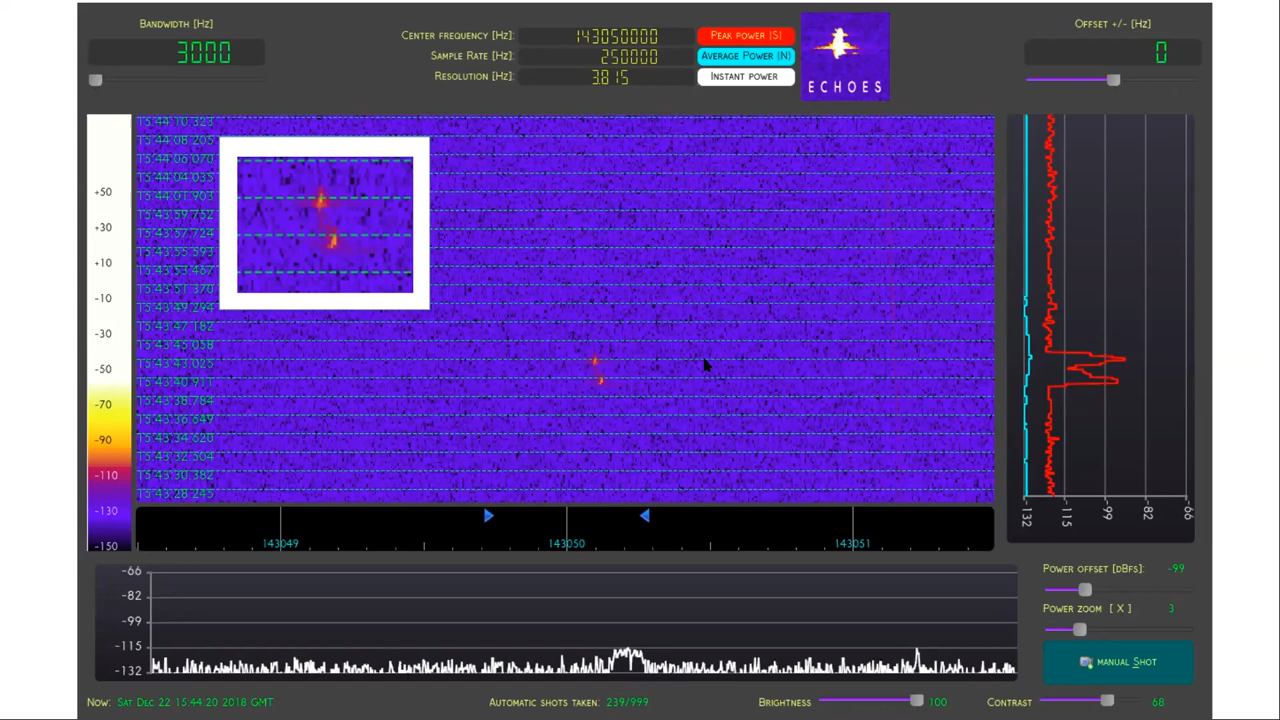 Bandwidth [Hz]
3000
Center frequency [Hz]: 143050000
Sample Rate [Hz]: 250000
Resolution [Hz]: 3.815
Peak power (S)
Average Power (N)
Instant power
ECHOES
Offset +/- [Hz]
0
+50
+30
+10
-10
-30
-50
-70
-90
-110
-130
-150
15:44:10.323
15:44:08.205
15:44:06.070
15:44:04.035
15:44:01.903
15:43:59.752
15:43:57.724
15:43:55.593
15:43:53.467
15:43:51.370
15:43:49.294
15:43:47.182
15:43:45.058
15:43:43.025
15:43:40.911
15:43:38.784
15:43:36.649
15:43:34.620
15:43:32.504
15:43:30.382
15:43:28.245
143049 143050 143051
-132 -115 -99 -82 -66
-66
-82
-99
-115
-132
Power offset [dBfs]: -99
Power zoom [ X ] 3
Manual Shot
Now: Sat Dec 22 15:44:20 2018 GMT
Automatic shots taken: 239/999
Brightness 100
Contrast 68